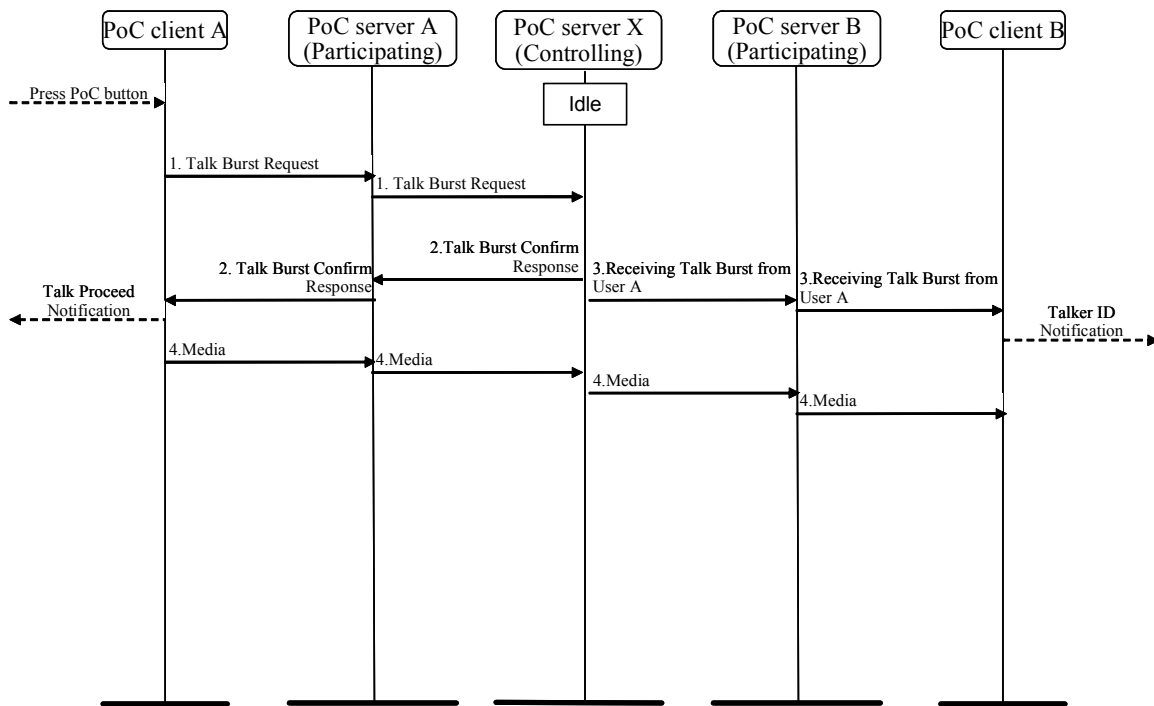 PoC client A
PoC server A
(Participating)
PoC server X
(Controlling)
PoC server B
(Participating)
PoC client B
Press PoC button
Idle
1. Talk Burst Request
1. Talk Burst Request
2.Talk Burst Confirm
Response
2. Talk Burst Confirm
Response
3.Receiving Talk Burst from
User A
3.Receiving Talk Burst from
User A
Talk Proceed
Notification
Talker ID
Notification
4.Media
4.Media
4.Media
4.Media